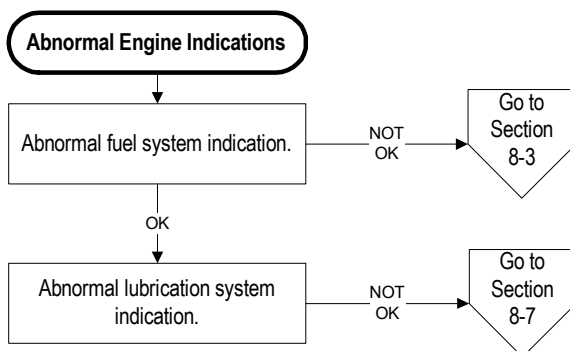 Abnormal Engine Indications
Abnormal fuel system indication.
NOT
OK
Go to
Section
8-3
OK
Abnormal lubrication system
indication.
NOT
OK
Go to
Section
8-7